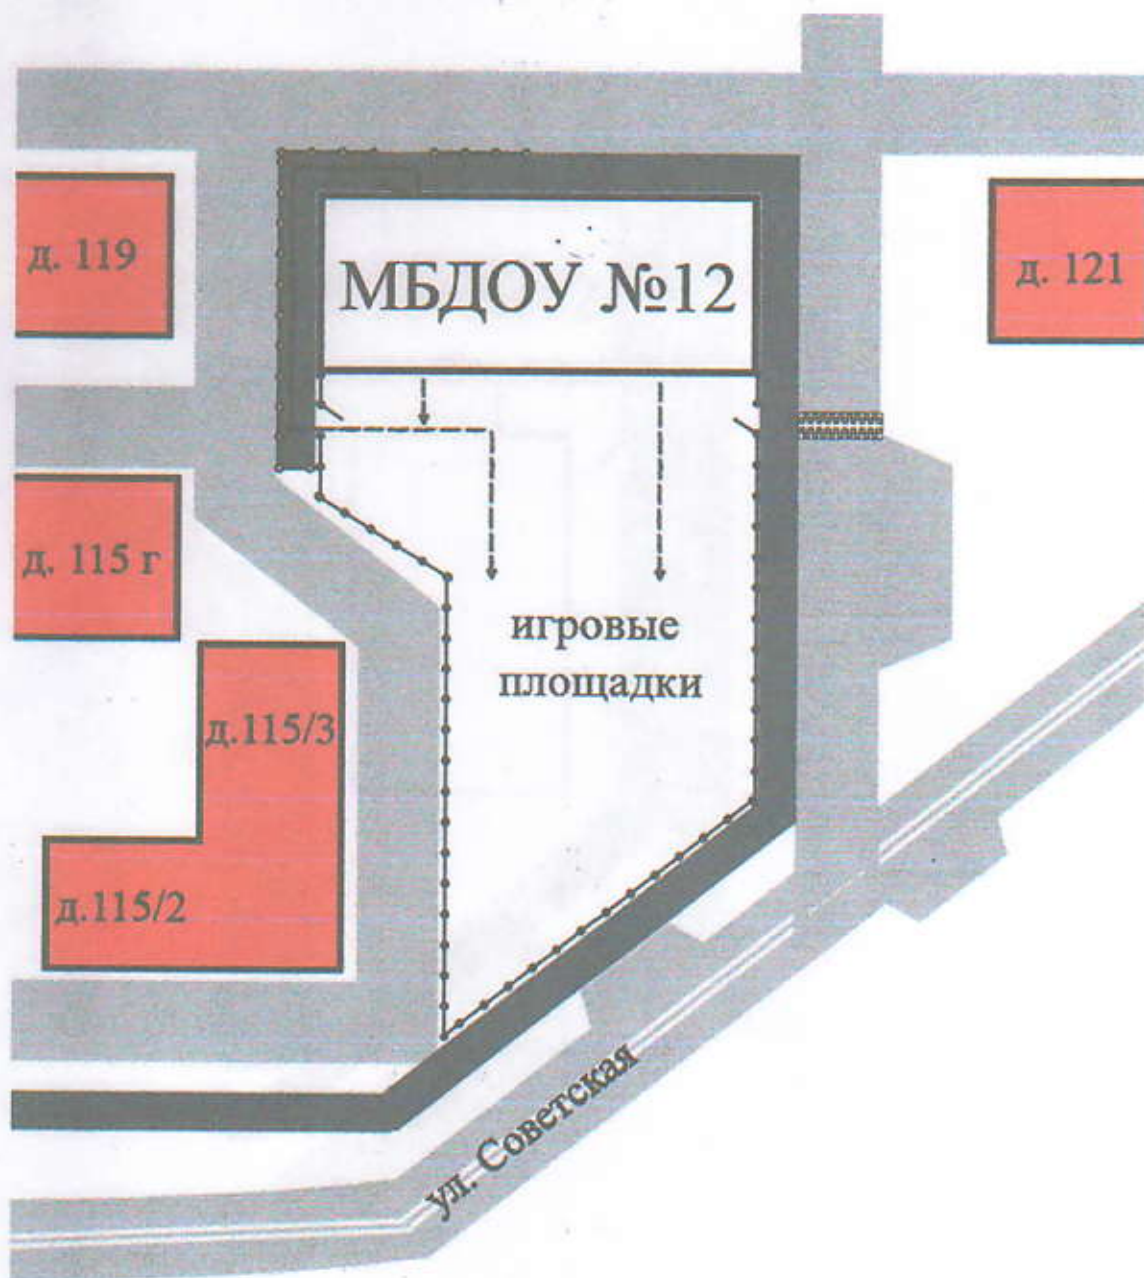 д. 119
МБДОУ №12
д. 121
д. 115 г
игровые
площадки
д.115/3
д.115/2
ул. Советская